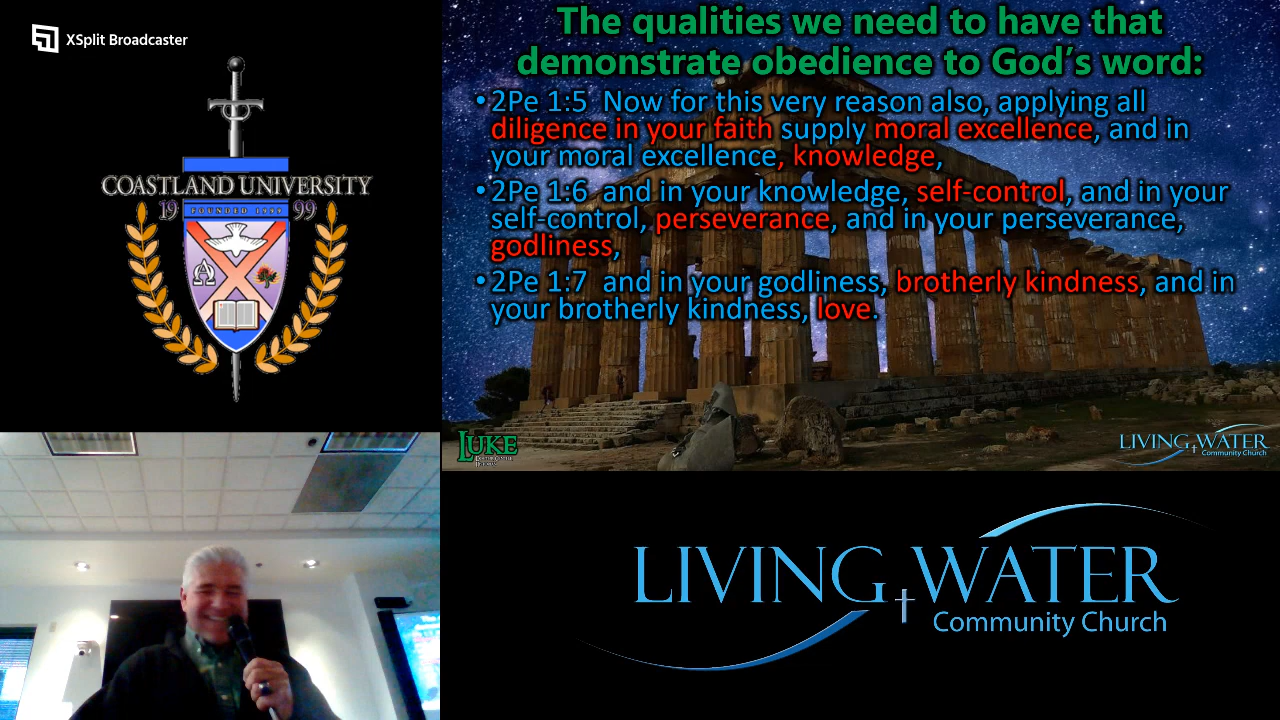 XSplit Broadcaster
COASTLAND UNIVERSITY
19 FOUNDED 1999 99
The qualities we need to have that
demonstrate obedience to God's word:
•2Pe 1:5 Now for this very reason also, applying all
diligence in your faith supply moral excellence, and in
your moral excellence, knowledge,
•2Pe 1:6 and in your knowledge, self-control, and in your
self-control, perseverance, and in your perseverance,
godliness,
•2Pe 1:7 and in your godliness, brotherly kindness, and in
your brotherly kindness, love.
LUKE
LIVING WATER
Community Church
LIVING WATER
Community Church